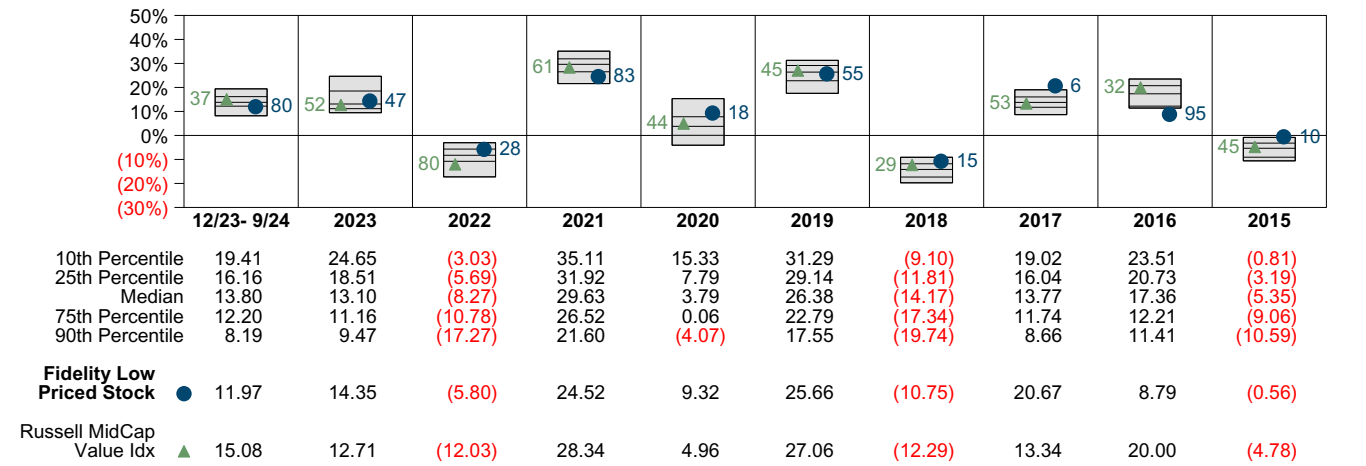 50%
40%
30%
20%
10%
0%
(10%)
(20%)
(30%)
37 80 52 47 80 28 61 83 44 18 45 55 29 15 53 6 32 95 45 10
12/23- 9/24 2023 2022 2021 2020 2019 2018 2017 2016 2015
10th Percentile 19.41 24.65 (3.03) 35.11 15.33 31.29 (9.10) 19.02 23.51 (0.81)
25th Percentile 16.16 18.51 (5.69) 31.92 7.79 29.14 (11.81) 16.04 20.73 (3.19)
Median 13.80 13.10 (8.27) 29.63 3.79 26.38 (14.17) 13.77 17.36 (5.35)
75th Percentile 12.20 11.16 (10.78) 26.52 0.06 22.79 (17.34) 11.74 12.21 (9.06)
90th Percentile 8.19 9.47 (17.27) 21.60 (4.07) 17.55 (19.74) 8.66 11.41 (10.59)
Fidelity Low
Priced Stock 11.97 14.35 (5.80) 24.52 9.32 25.66 (10.75) 20.67 8.79 (0.56)
Russell MidCap
Value Idx 15.08 12.71 (12.03) 28.34 4.96 27.06 (12.29) 13.34 20.00 (4.78)